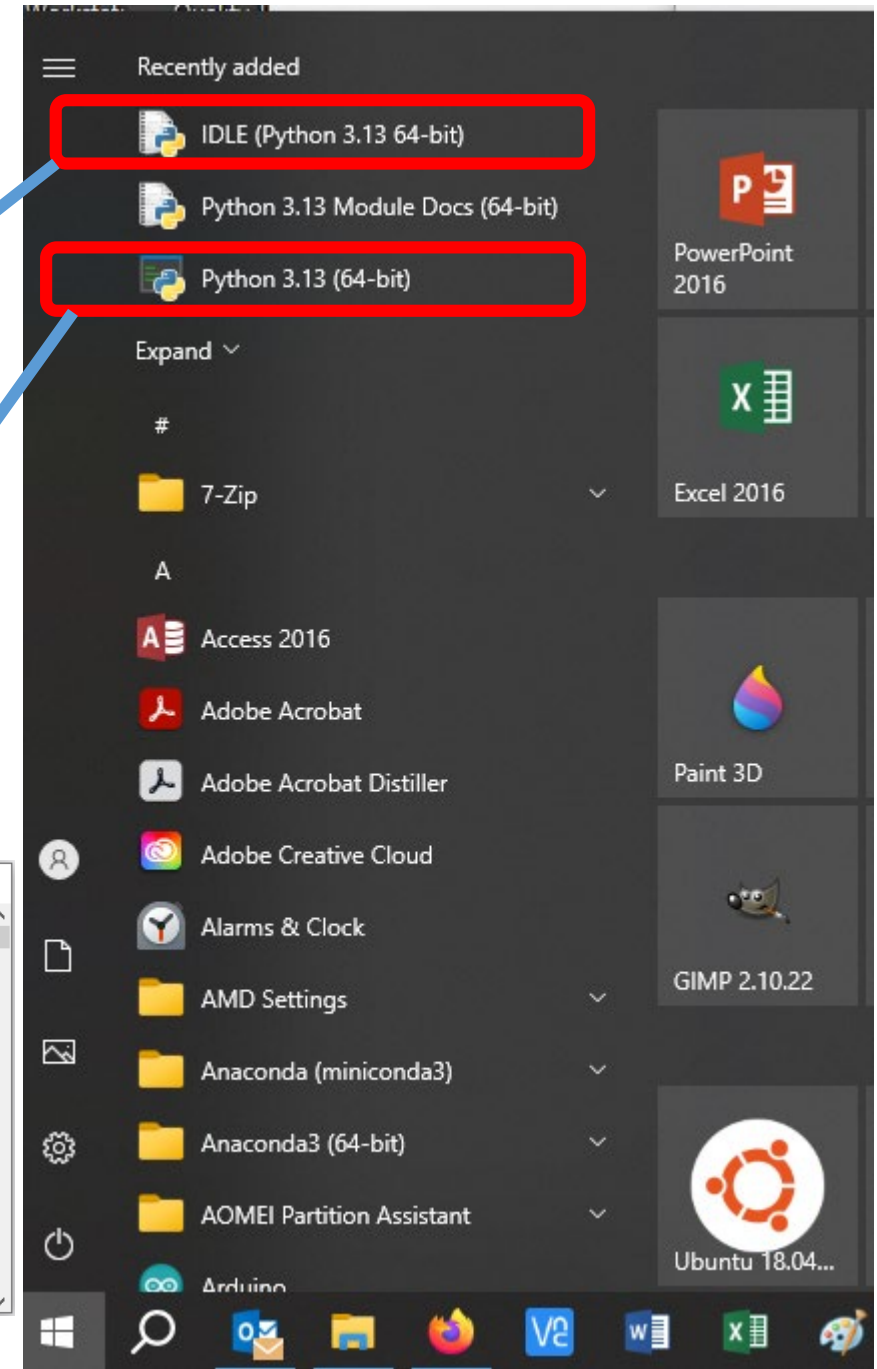 Recently added
IDLE (Python 3.13 64-bit)
Python 3.13 Module Docs (64-bit)
Python 3.13 (64-bit)
Expand
#
7-Zip
A
Access 2016
Adobe Acrobat
Adobe Acrobat Distiller
Adobe Creative Cloud
Alarms & Clock
AMD Settings
Anaconda (miniconda3)
Anaconda3 (64-bit)
AOMEI Partition Assistant
Arduino
PowerPoint
2016
Excel 2016
Paint 3D
GIMP 2.10.22
Ubuntu 18.04...